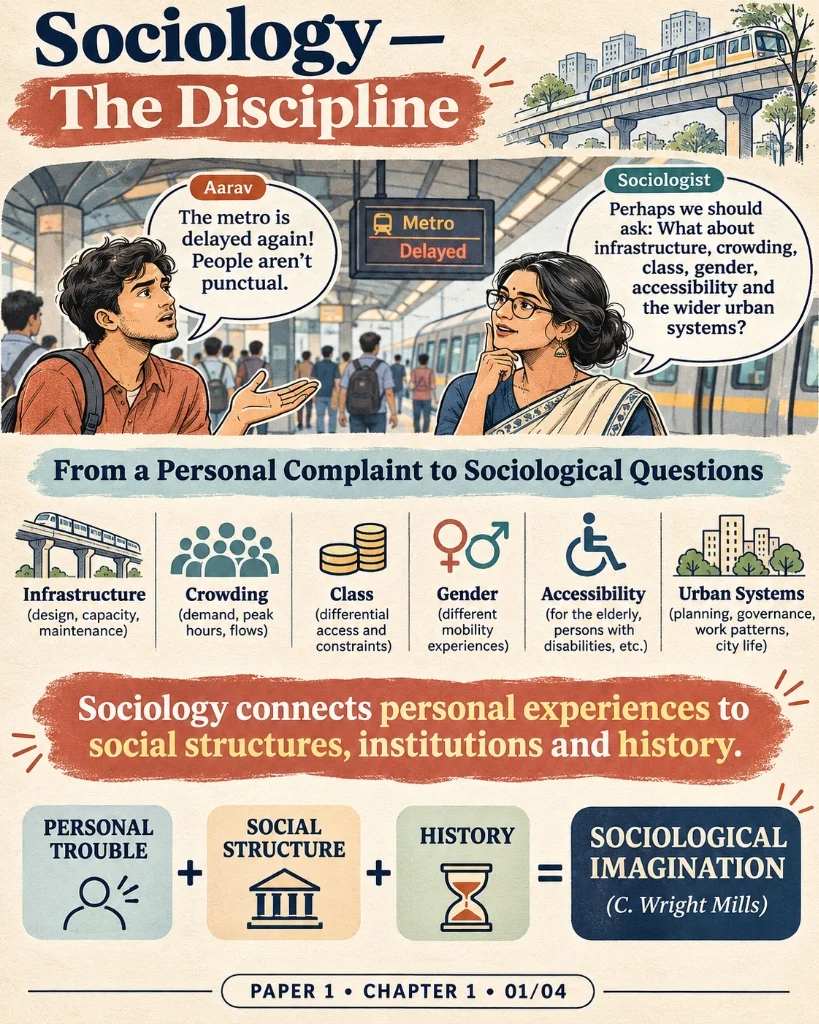 Sociology —
The Discipline
Aarav
The metro is
delayed again!
People aren't
punctual.
Metro
Delayed
Sociologist
Perhaps we should
ask: What about
infrastructure, crowding,
class, gender,
accessibility and
the wider urban
systems?
From a Personal Complaint to Sociological Questions
Infrastructure
(design, capacity,
maintenance)
Crowding
(demand, peak
hours, flows)
Class
(differential
access and
constraints)
Gender
(different
mobility
experiences)
Accessibility
(for the elderly,
persons with
disabilities, etc.)
Urban Systems
(planning, governance,
work patterns,
city life)
Sociology connects personal experiences to
social structures, institutions and history.
PERSONAL
TROUBLE
+
SOCIAL
STRUCTURE
+
HISTORY
=
SOCIOLOGICAL
IMAGINATION
(C. Wright Mills)
PAPER 1 • CHAPTER 1 • 01/04